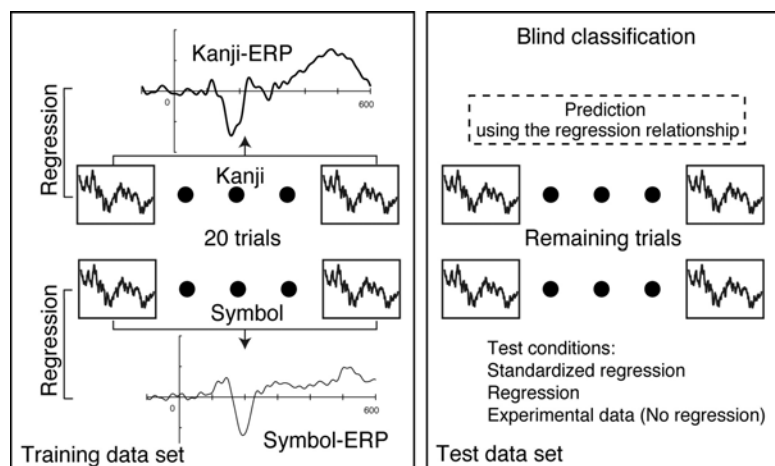 Kanji-ERP
0
600
Regression
Kanji
20 trials
Regression
Symbol
0
600
Symbol-ERP
Training data set
Blind classification
Prediction
using the regression relationship
Remaining trials
Test conditions:
Standardized regression
Regression
Experimental data (No regression)
Test data set